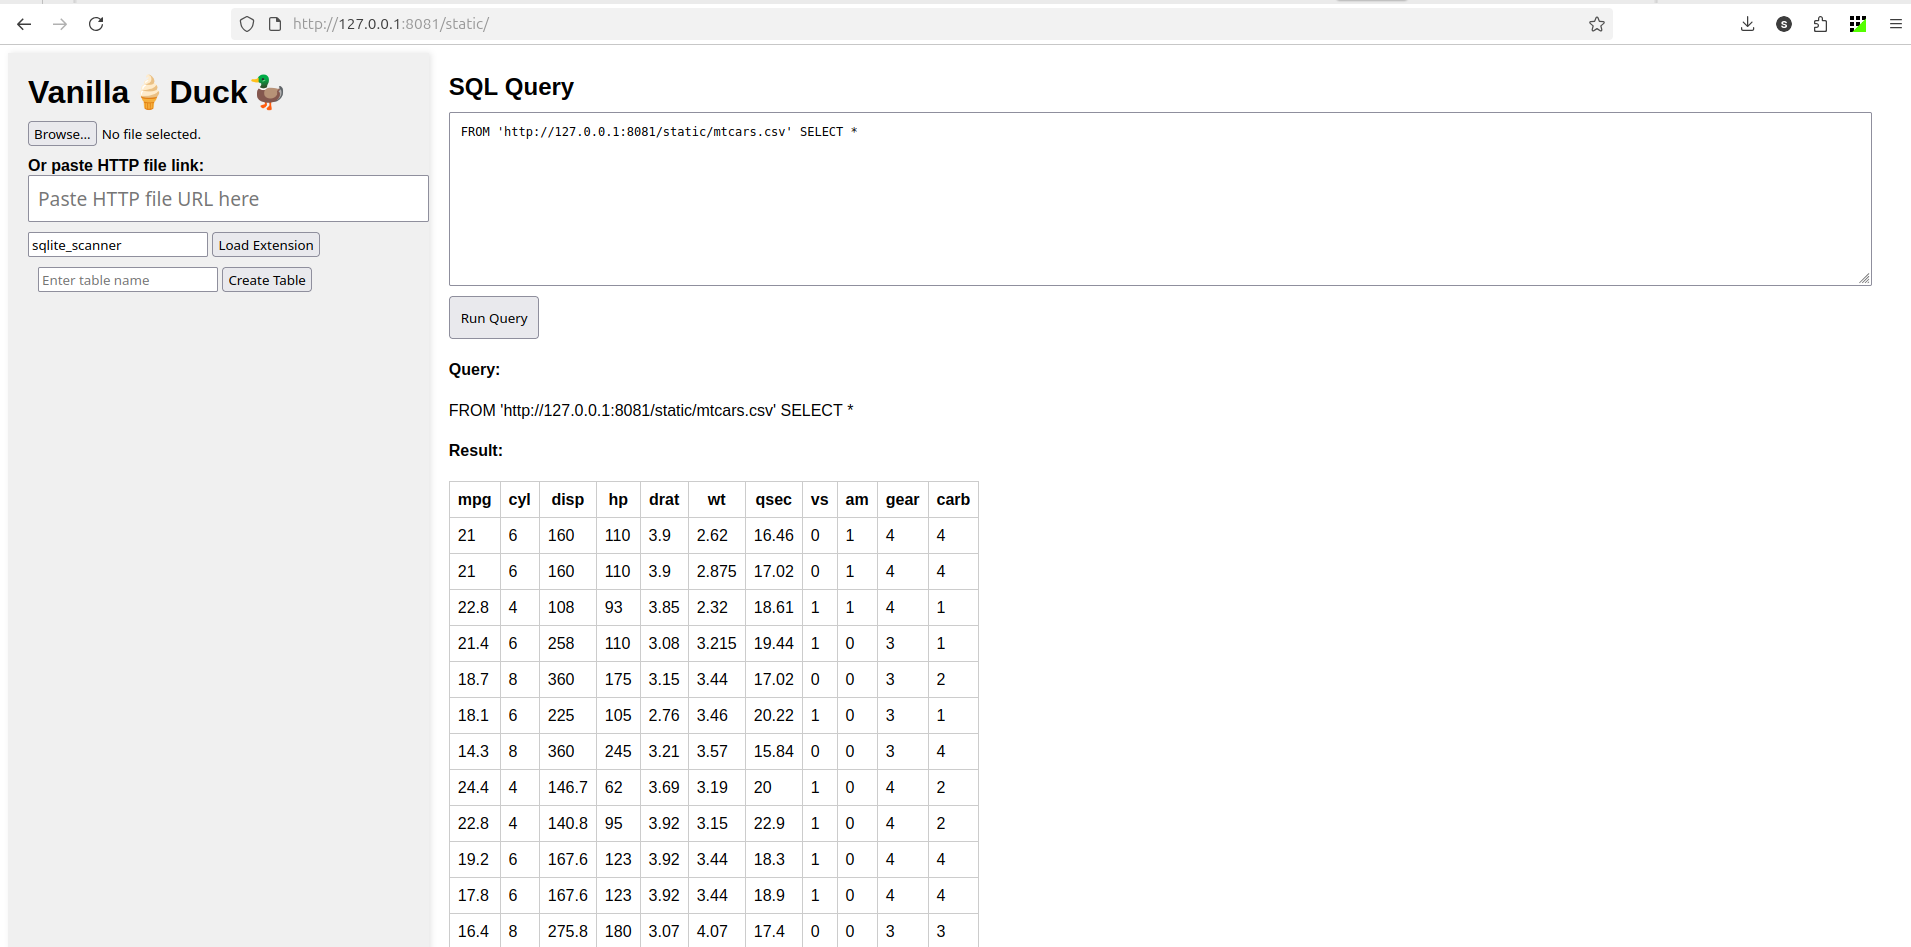 http://127.0.0.1:8081/static/
S
Vanilla🍦Duck🦆
Browse... No file selected.
Or paste HTTP file link:
Paste HTTP file URL here
sqlite_scanner Load Extension
Enter table name Create Table
SQL Query
FROM 'http://127.0.0.1:8081/static/mtcars.csv' SELECT *
Run Query
Query:
FROM 'http://127.0.0.1:8081/static/mtcars.csv' SELECT *
Result:
mpg cyl disp hp drat wt qsec vs am gear carb
21 6 160 110 3.9 2.62 16.46 0 1 4 4
21 6 160 110 3.9 2.875 17.02 0 1 4 4
22.8 4 108 93 3.85 2.32 18.61 1 1 4 1
21.4 6 258 110 3.08 3.215 19.44 1 0 3 1
18.7 8 360 175 3.15 3.44 17.02 0 0 3 2
18.1 6 225 105 2.76 3.46 20.22 1 0 3 1
14.3 8 360 245 3.21 3.57 15.84 0 0 3 4
24.4 4 146.7 62 3.69 3.19 20 1 0 4 2
22.8 4 140.8 95 3.92 3.15 22.9 1 0 4 2
19.2 6 167.6 123 3.92 3.44 18.3 1 0 4 4
17.8 6 167.6 123 3.92 3.44 18.9 1 0 4 4
16.4 8 275.8 180 3.07 4.07 17.4 0 0 3 3